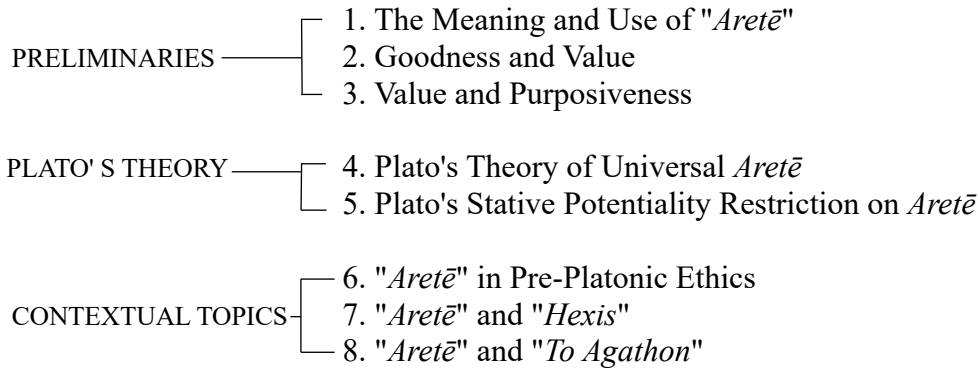 1. The Meaning and Use of "Aretē"
PRELIMINARIES
2. Goodness and Value
3. Value and Purposiveness
PLATO' S THEORY
4. Plato's Theory of Universal Aretē
5. Plato's Stative Potentiality Restriction on Aretē
6. "Aretē" in Pre-Platonic Ethics
CONTEXTUAL TOPICS
7. "Aretē" and "Hexis"
8. "Aretē" and "To Agathon"